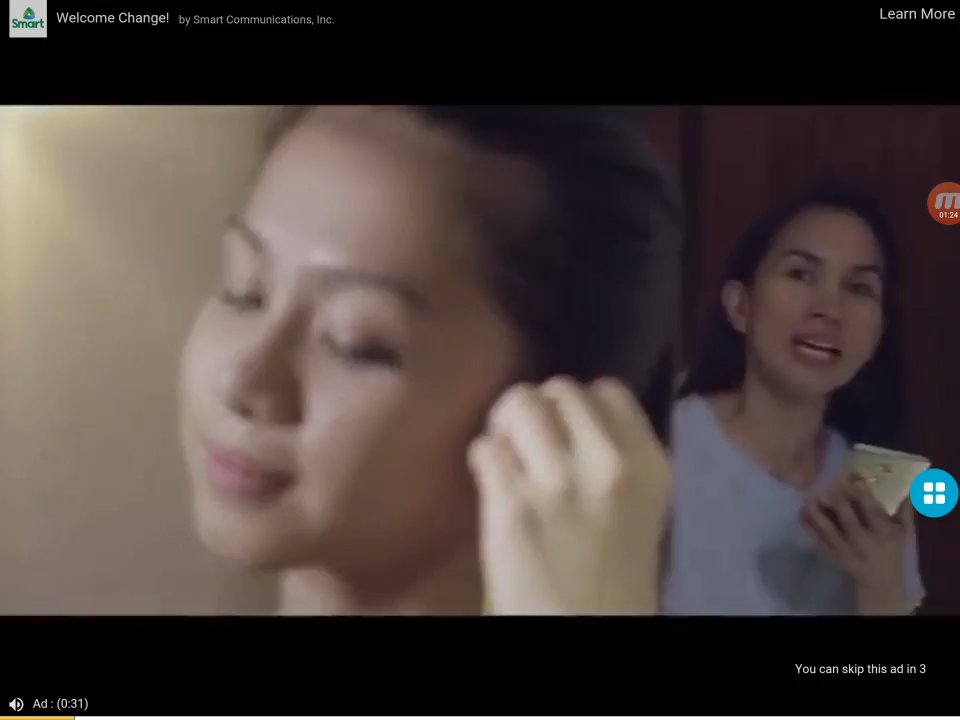 Smart
Welcome Change! by Smart Communications, Inc.
Learn More
01:24
You can skip this ad in 3
Ad : (0:31)